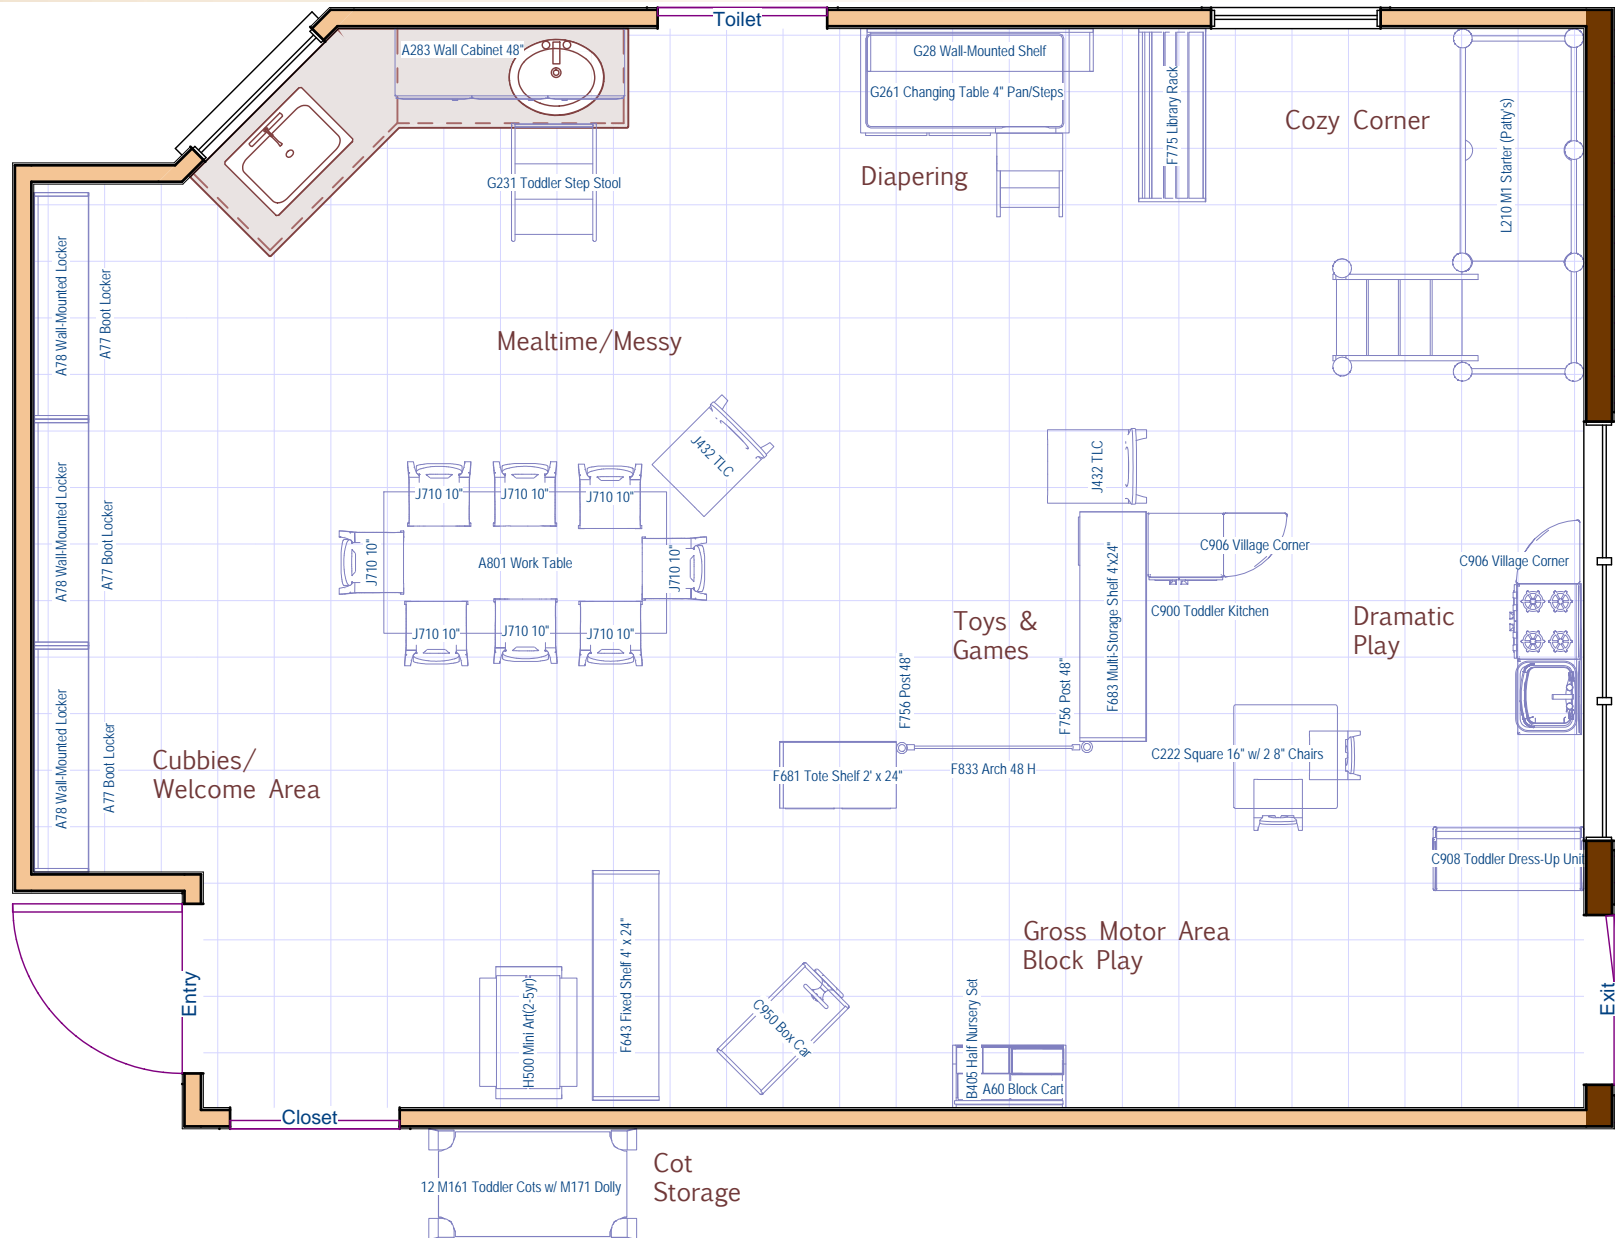 Toilet
A283 Wall Cabinet 48"
G28 Wall-Mounted Shelf
G261 Changing Table 4" Pan/Steps
F775 Library Rack
Cozy Corner
L210 M1 Starter (Patty's)
G231 Toddler Step Stool
Diapering
A78 Wall-Mounted Locker
A77 Boot Locker
Mealtime/Messy
J432 TLC
J432 TLC
J710 10"
J710 10"
J710 10"
A78 Wall-Mounted Locker
A77 Boot Locker
J710 10"
A801 Work Table
J710 10"
J710 10"
J710 10"
J710 10"
C906 Village Corner
C906 Village Corner
C900 Toddler Kitchen
F683 Multi-Storage Shelf 4'x24"
Toys &
Games
Dramatic
Play
F756 Post 48"
F756 Post 48"
A78 Wall-Mounted Locker
A77 Boot Locker
Cubbies/
Welcome Area
F681 Tote Shelf 2' x 24"
F833 Arch 48 H
C222 Square 16" w/ 2 8" Chairs
C908 Toddler Dress-Up Unit
Gross Motor Area
Block Play
Entry
H500 Mini Art(2-5yr)
F643 Fixed Shelf 4' x 24"
C950 Box Car
B405 Half Nursery Set
A60 Block Cart
Exit
Closet
Cot
Storage
12 M161 Toddler Cots w/ M171 Dolly